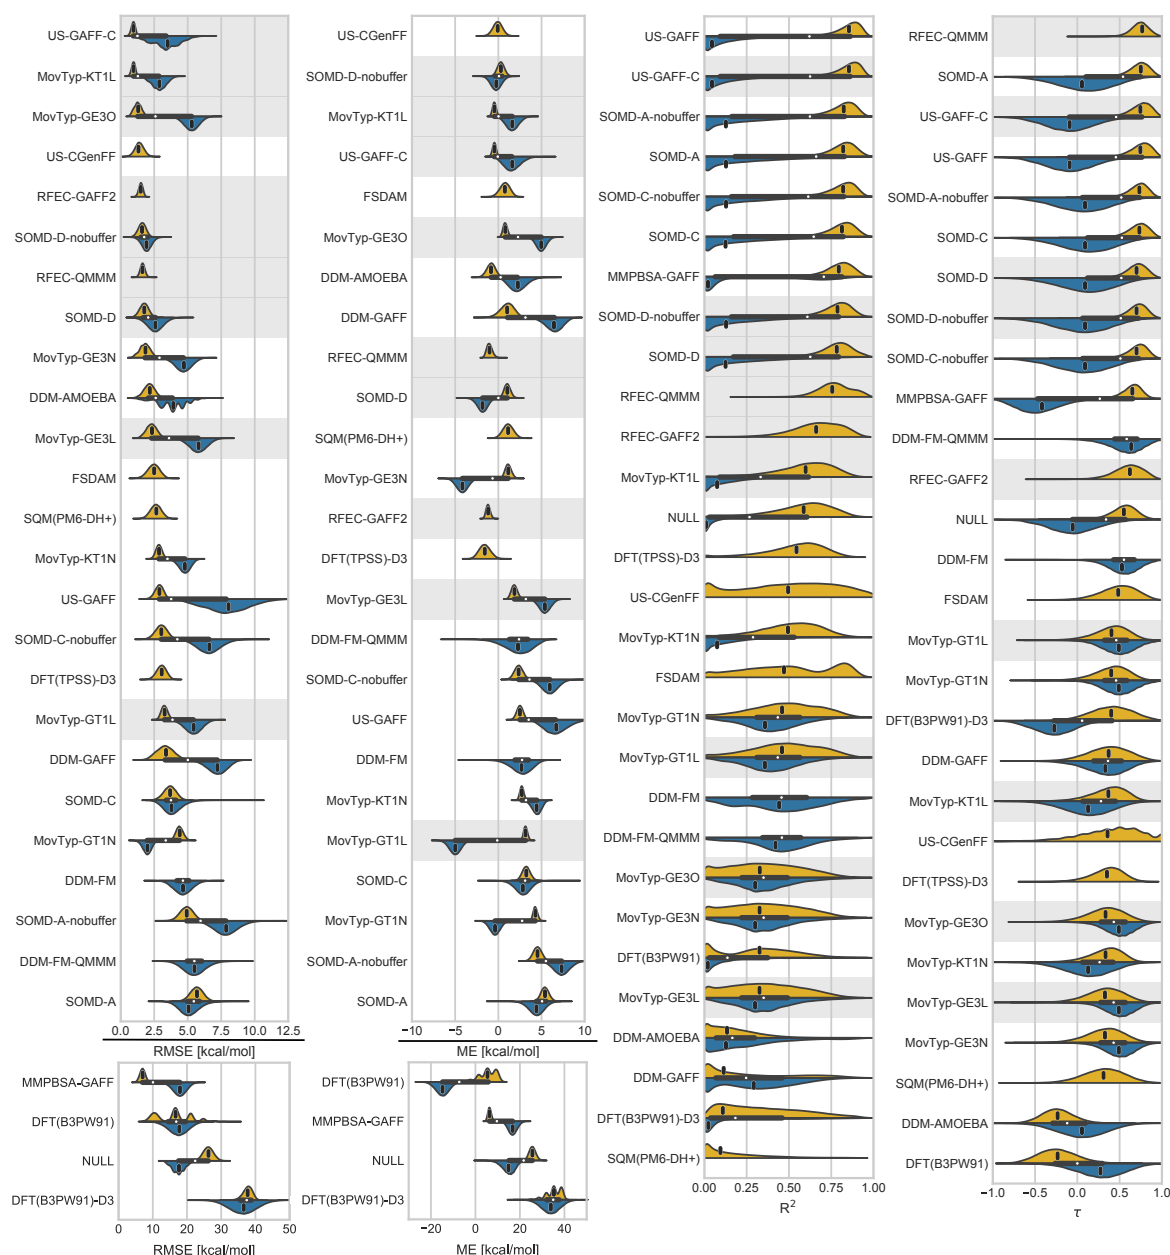 US-GAFF-C
MovTyp-KT1L
MovTyp-GE3O
US-CGenFF
RFEC-GAFF2
SOMD-D-nobuffer
RFEC-QMMM
SOMD-D
MovTyp-GE3N
DDM-AMOEBA
MovTyp-GE3L
FSDAM
SQM(PM6-DH+)
MovTyp-KT1N
US-GAFF
SOMD-C-nobuffer
DFT(TPSS)-D3
MovTyp-GT1L
DDM-GAFF
SOMD-C
MovTyp-GT1N
DDM-FM
SOMD-A-nobuffer
DDM-FM-QMMM
SOMD-A
0.0 2.5 5.0 7.5 10.0 12.5
RMSE [kcal/mol]
MMPBSA-GAFF
DFT(B3PW91)
NULL
DFT(B3PW91)-D3
0 10 20 30 40 50
RMSE [kcal/mol]
US-CGenFF
SOMD-D-nobuffer
MovTyp-KT1L
US-GAFF-C
FSDAM
MovTyp-GE3O
DDM-AMOEBA
DDM-GAFF
RFEC-QMMM
SOMD-D
SQM(PM6-DH+)
MovTyp-GE3N
RFEC-GAFF2
DFT(TPSS)-D3
MovTyp-GE3L
DDM-FM-QMMM
SOMD-C-nobuffer
US-GAFF
DDM-FM
MovTyp-KT1N
MovTyp-GT1L
SOMD-C
MovTyp-GT1N
SOMD-A-nobuffer
SOMD-A
−10 −5 0 5 10
ME [kcal/mol]
DFT(B3PW91)
MMPBSA-GAFF
NULL
DFT(B3PW91)-D3
−20 0 20 40
ME [kcal/mol]
US-GAFF
US-GAFF-C
SOMD-A-nobuffer
SOMD-A
SOMD-C-nobuffer
SOMD-C
MMPBSA-GAFF
SOMD-D-nobuffer
SOMD-D
RFEC-QMMM
RFEC-GAFF2
MovTyp-KT1L
NULL
DFT(TPSS)-D3
US-CGenFF
MovTyp-KT1N
FSDAM
MovTyp-GT1N
MovTyp-GT1L
DDM-FM
DDM-FM-QMMM
MovTyp-GE3O
MovTyp-GE3N
DFT(B3PW91)
MovTyp-GE3L
DDM-AMOEBA
DDM-GAFF
DFT(B3PW91)-D3
SQM(PM6-DH+)
0.00 0.25 0.50 0.75 1.00
R²
RFEC-QMMM
SOMD-A
US-GAFF-C
US-GAFF
SOMD-A-nobuffer
SOMD-C
SOMD-D
SOMD-D-nobuffer
SOMD-C-nobuffer
MMPBSA-GAFF
DDM-FM-QMMM
RFEC-GAFF2
NULL
DDM-FM
FSDAM
MovTyp-GT1L
MovTyp-GT1N
DFT(B3PW91)-D3
DDM-GAFF
MovTyp-KT1L
US-CGenFF
DFT(TPSS)-D3
MovTyp-GE3O
MovTyp-KT1N
MovTyp-GE3L
MovTyp-GE3N
SQM(PM6-DH+)
DDM-AMOEBA
DFT(B3PW91)
−1.0 −0.5 0.0 0.5 1.0
τ